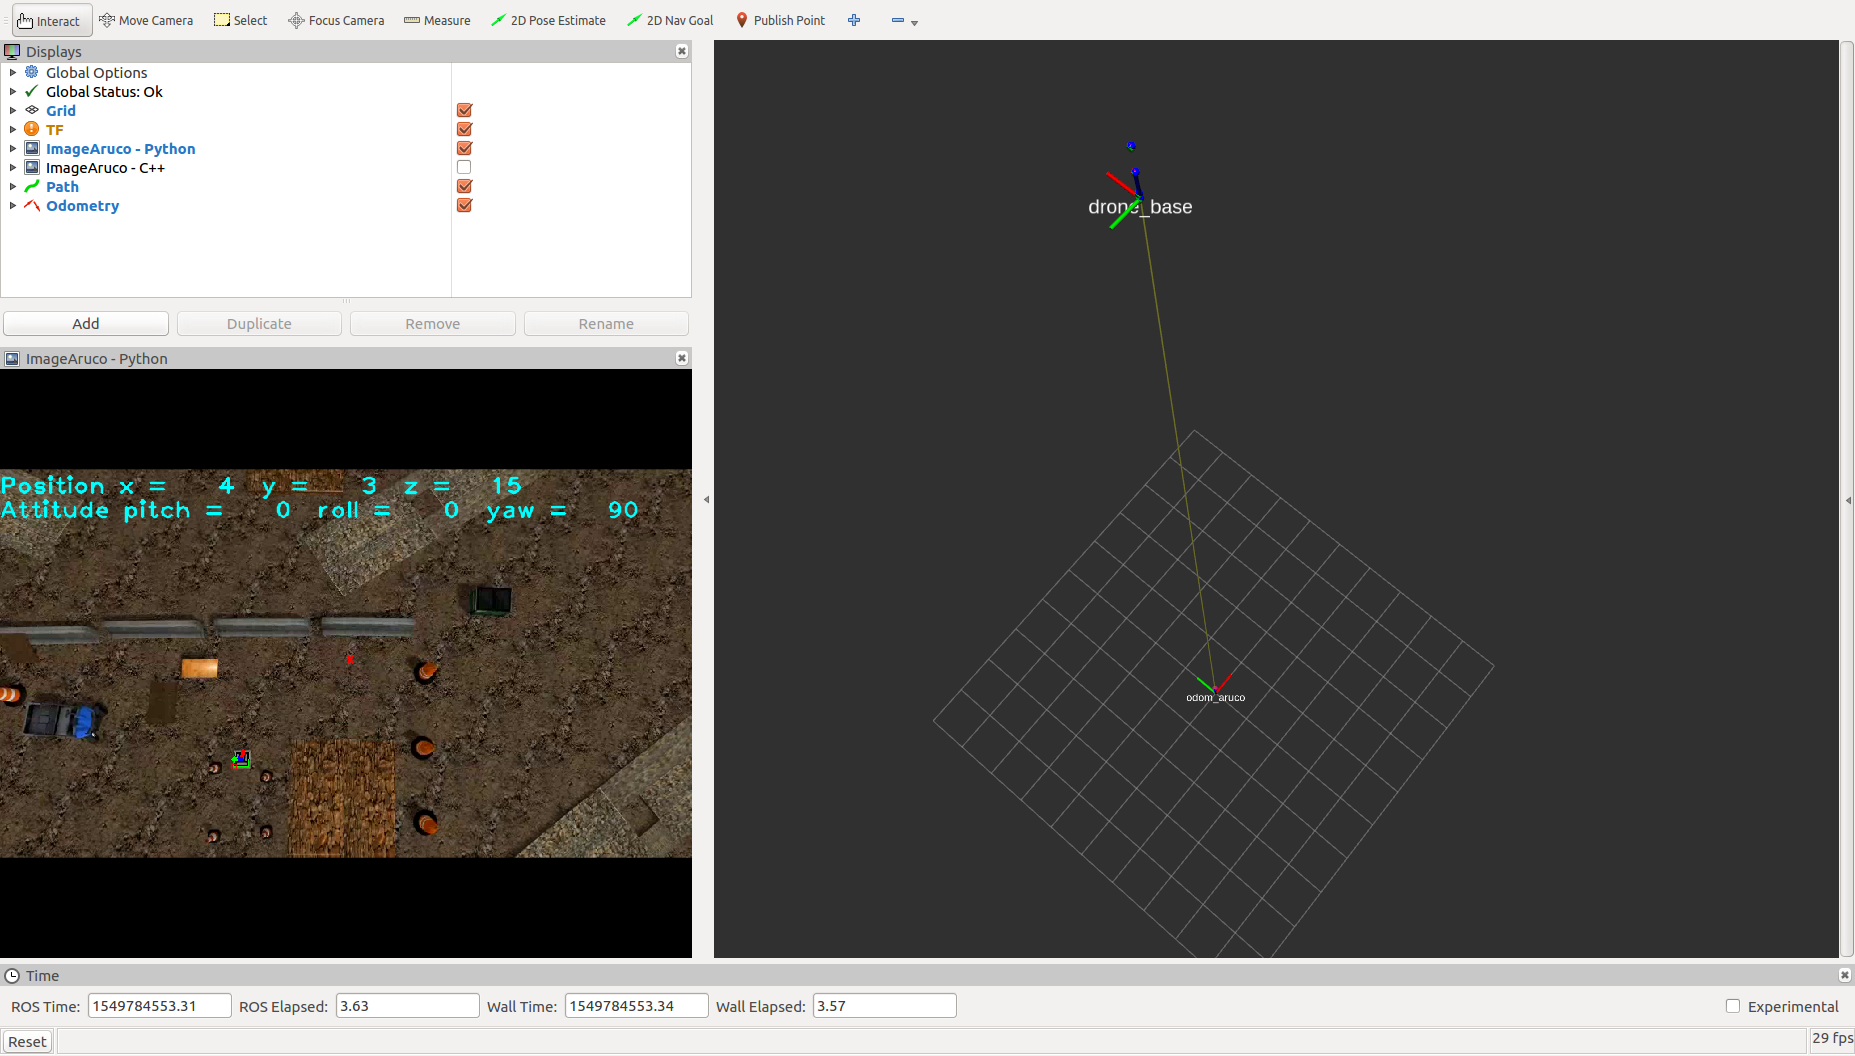 Interact Move Camera Select Focus Camera Measure 2D Pose Estimate 2D Nav Goal Publish Point
Displays
Global Options
Global Status: Ok
Grid
TF
ImageAruco - Python
ImageAruco - C++
Path
Odometry
Add Duplicate Remove Rename
ImageAruco - Python
Position x = 4 y = 3 z = 15
Attitude pitch = 0 roll = 0 yaw = 90
drone_base
odom_aruco
Time
ROS Time: 1549784553.31 ROS Elapsed: 3.63 Wall Time: 1549784553.34 Wall Elapsed: 3.57 Experimental
Reset 29 fps